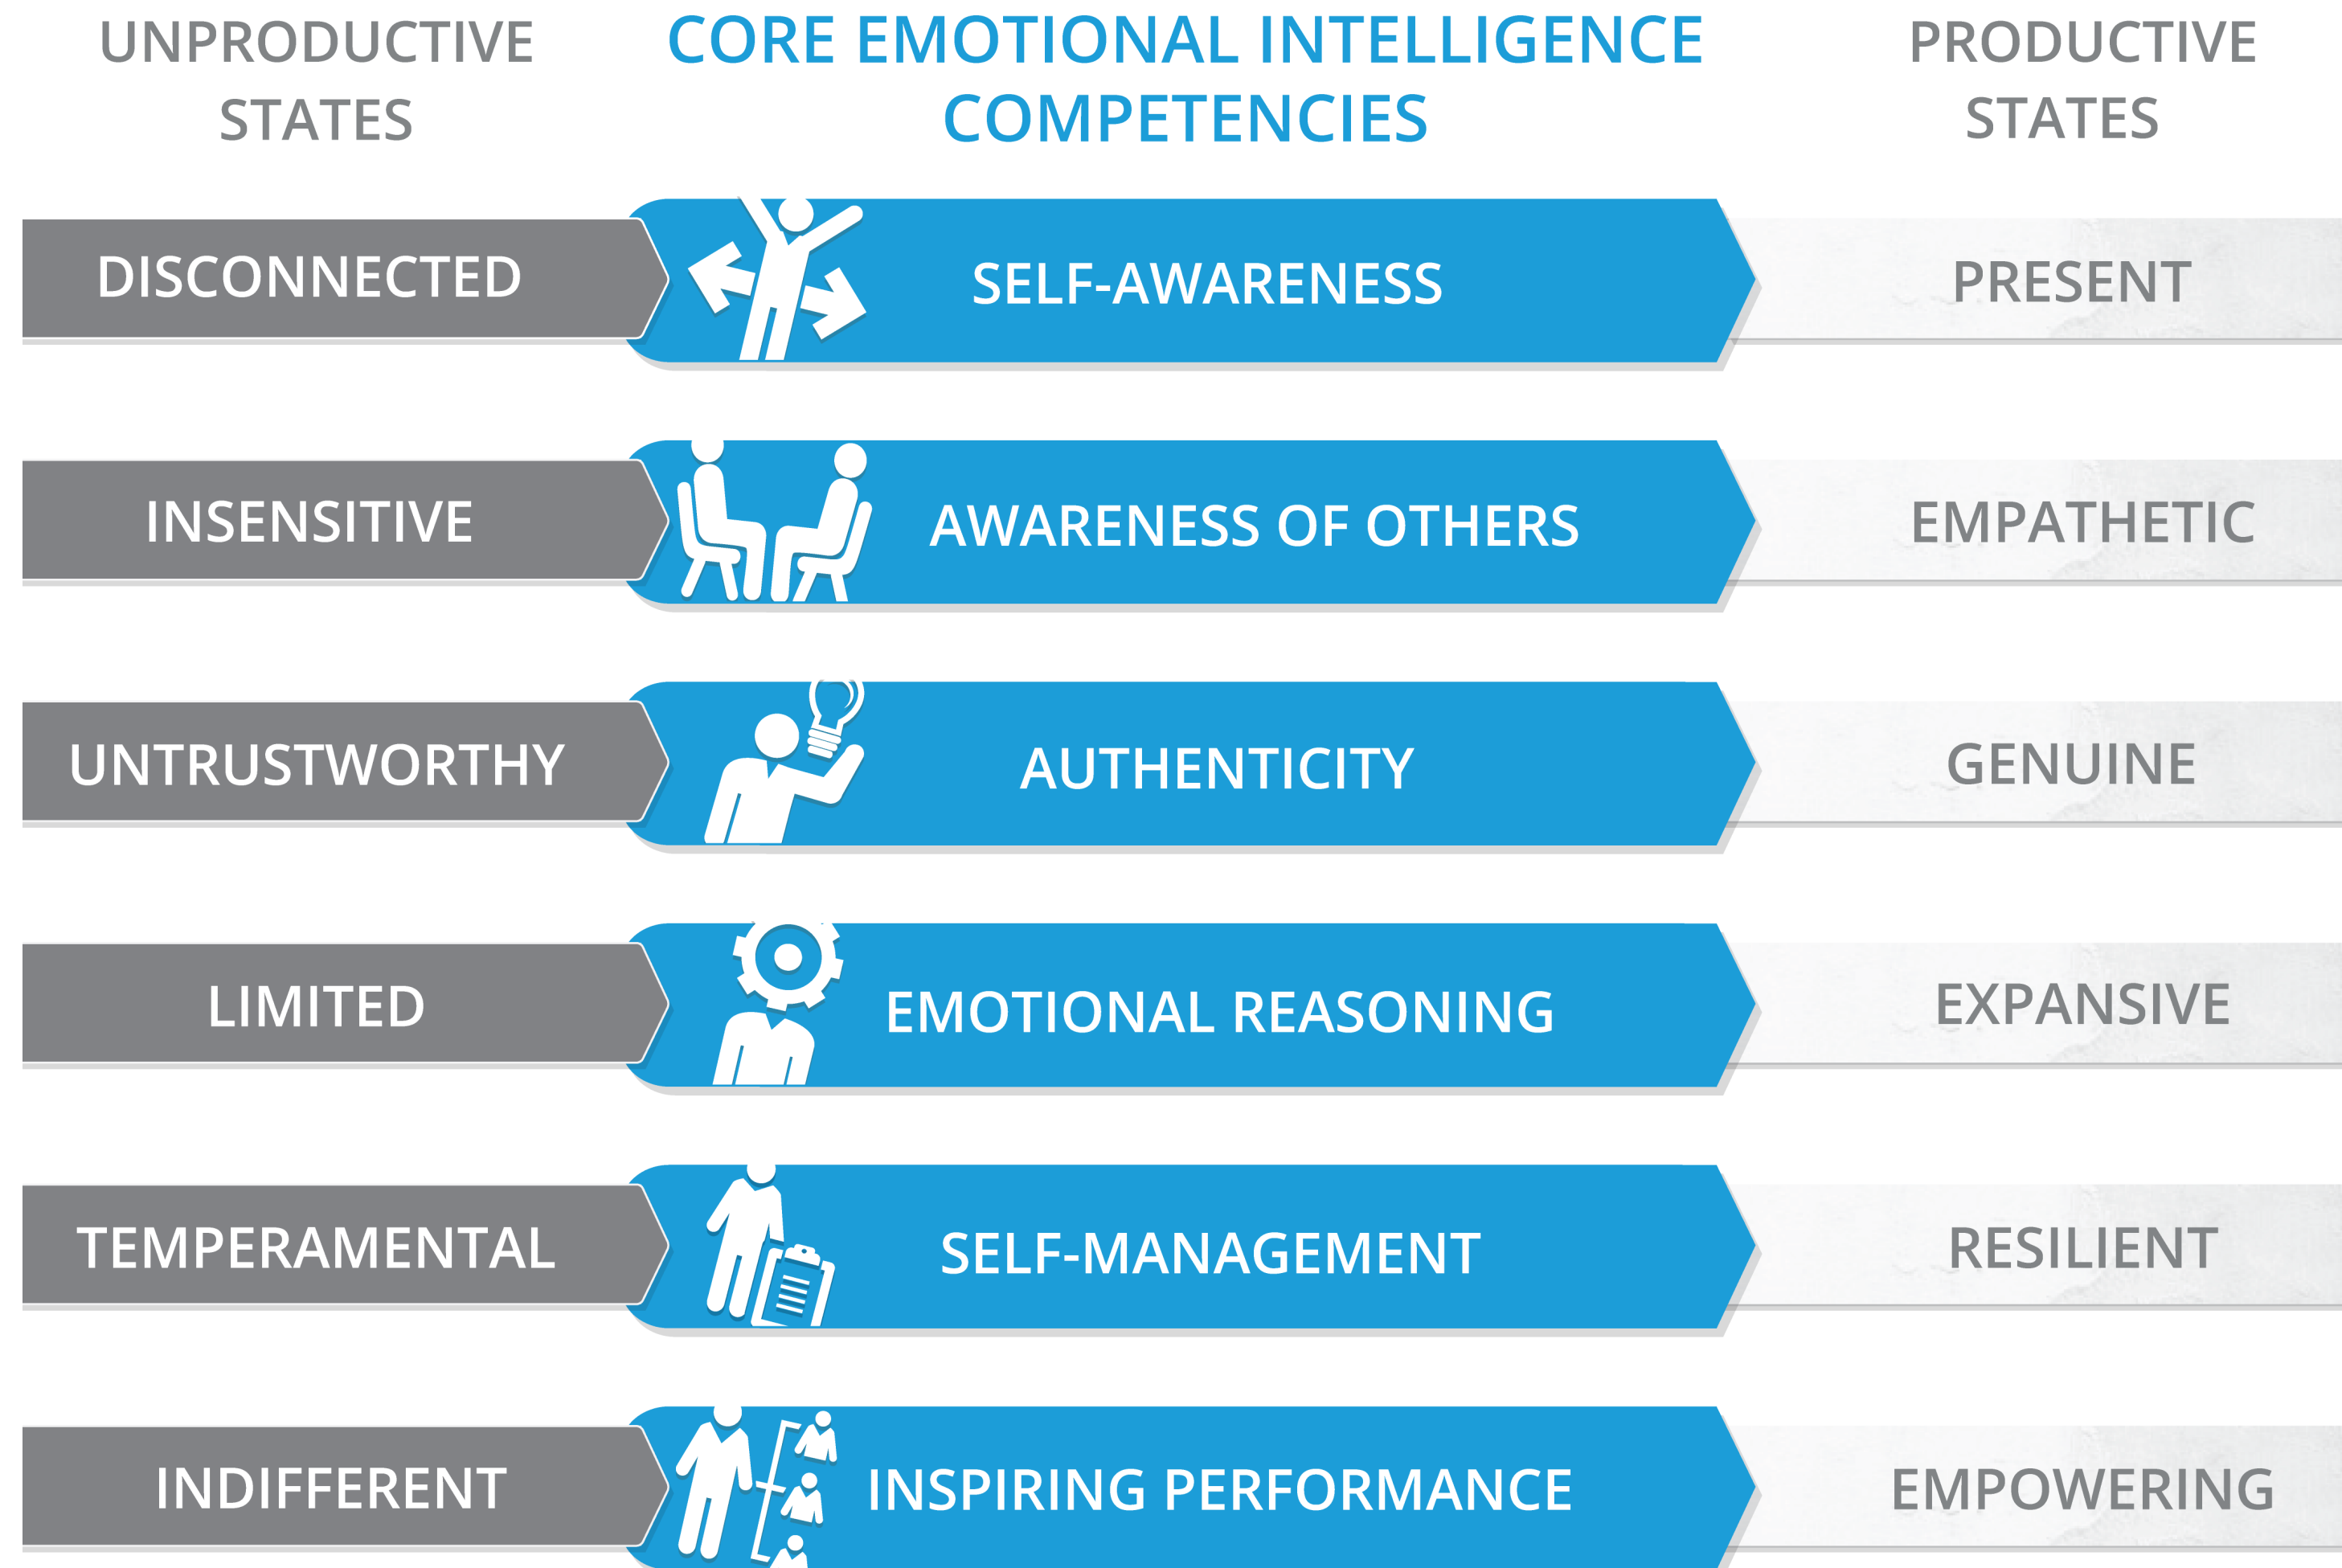 UNPRODUCTIVE
STATES
CORE EMOTIONAL INTELLIGENCE
COMPETENCIES
PRODUCTIVE
STATES
DISCONNECTED
SELF-AWARENESS
PRESENT
INSENSITIVE
AWARENESS OF OTHERS
EMPATHETIC
UNTRUSTWORTHY
AUTHENTICITY
GENUINE
LIMITED
EMOTIONAL REASONING
EXPANSIVE
TEMPERAMENTAL
SELF-MANAGEMENT
RESILIENT
INDIFFERENT
INSPIRING PERFORMANCE
EMPOWERING